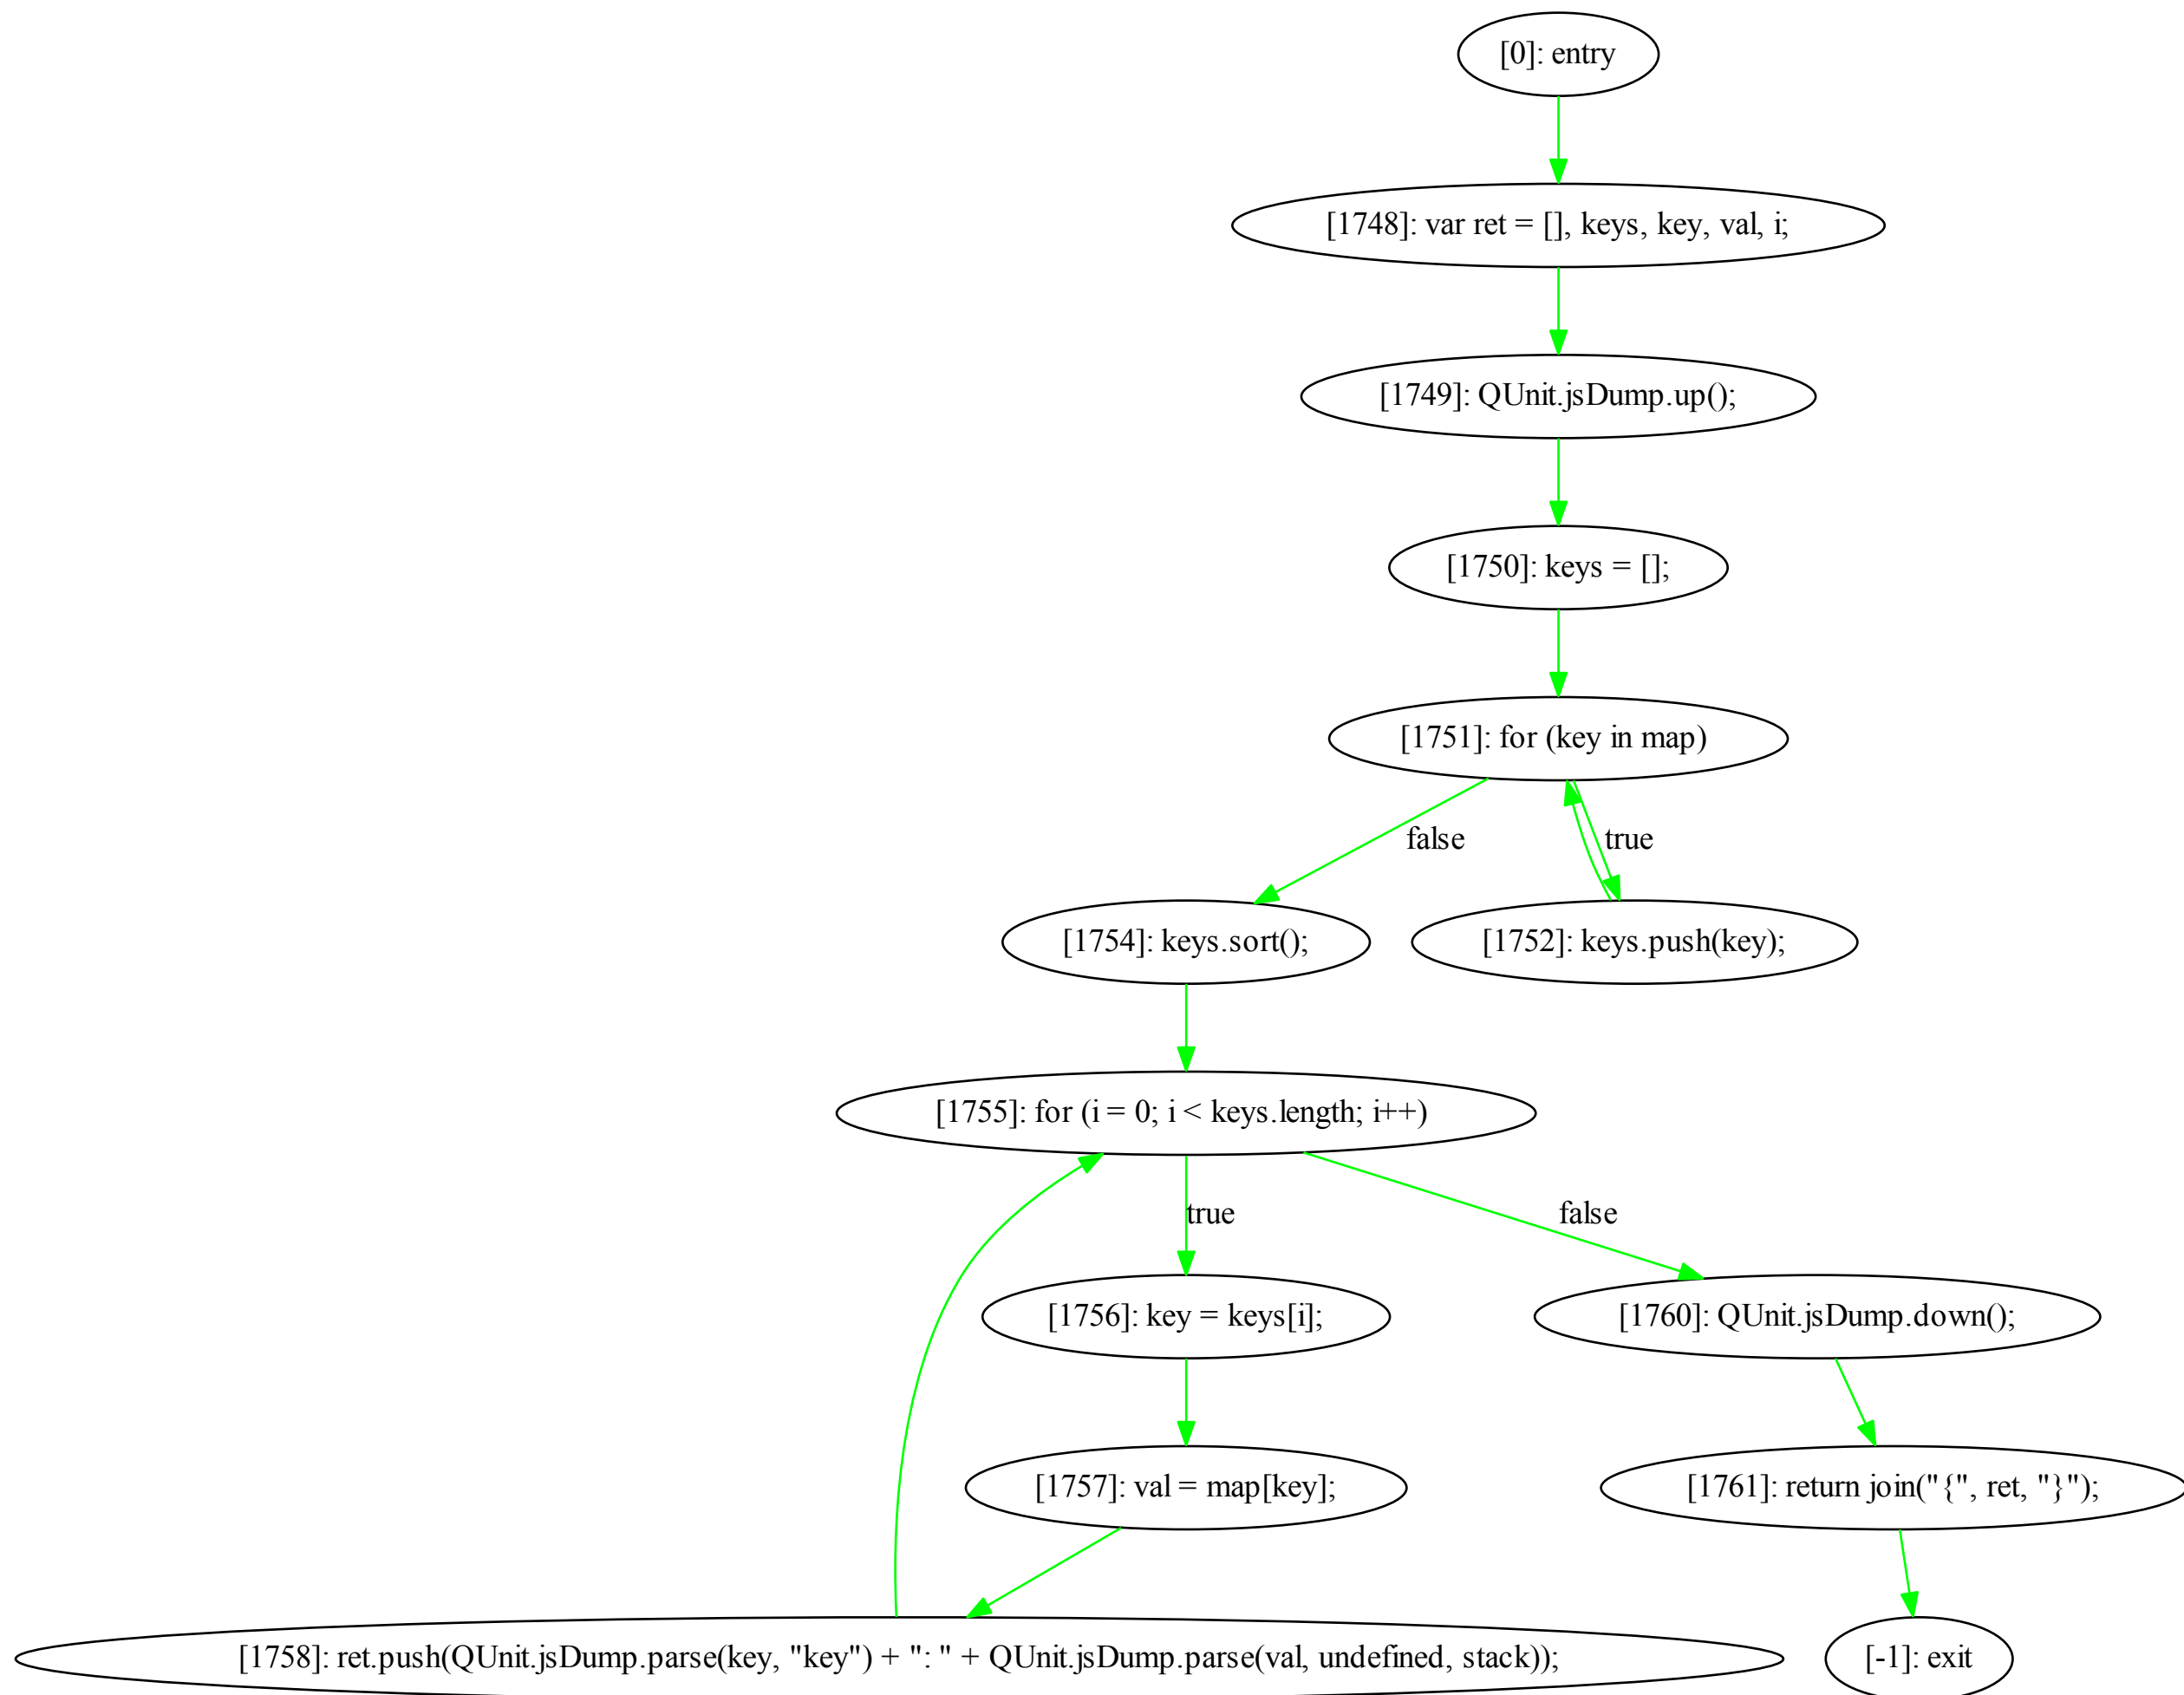 [0]: entry
[1748]: var ret = [], keys, key, val, i;
[1749]: QUnit.jsDump.up();
[1750]: keys = [];
[1751]: for (key in map)
false
true
[1754]: keys.sort();
[1752]: keys.push(key);
[1755]: for (i = 0; i < keys.length; i++)
true
false
[1756]: key = keys[i];
[1760]: QUnit.jsDump.down();
[1757]: val = map[key];
[1761]: return join("{", ret, "}");
[1758]: ret.push(QUnit.jsDump.parse(key, "key") + ": " + QUnit.jsDump.parse(val, undefined, stack));
[-1]: exit